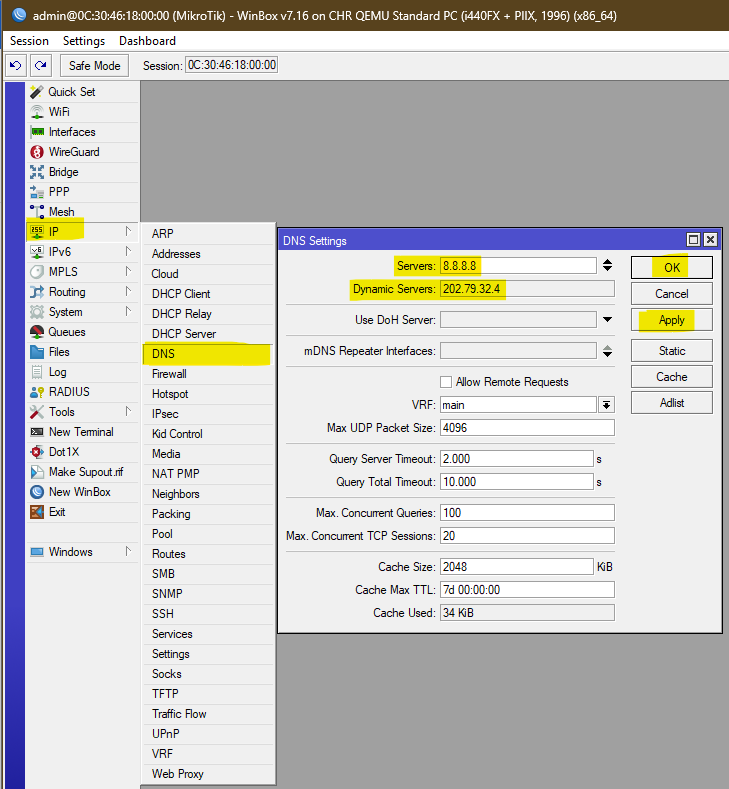 admin@0C:30:46:18:00:00 (MikroTik) - WinBox v7.16 on CHR QEMU Standard PC (i440FX + PIIX, 1996) (x86_64)
Session Settings Dashboard
Safe Mode Session: 0C:30:46:18:00:00
Quick Set
WiFi
Interfaces
WireGuard
Bridge
PPP
Mesh
255 IP
v6 IPv6
MPLS
Routing
System
Queues
Files
Log
RADIUS
Tools
New Terminal
Dot1X
Make Supout.rif
New WinBox
Exit
Windows
ARP
Addresses
Cloud
DHCP Client
DHCP Relay
DHCP Server
DNS
Firewall
Hotspot
IPsec
Kid Control
Media
NAT PMP
Neighbors
Packing
Pool
Routes
SMB
SNMP
SSH
Services
Settings
Socks
TFTP
Traffic Flow
UPnP
VRF
Web Proxy
DNS Settings
Servers: 8.8.8.8
Dynamic Servers: 202.79.32.4
Use DoH Server:
mDNS Repeater Interfaces:
Allow Remote Requests
VRF: main
Max UDP Packet Size: 4096
Query Server Timeout: 2.000 s
Query Total Timeout: 10.000 s
Max. Concurrent Queries: 100
Max. Concurrent TCP Sessions: 20
Cache Size: 2048 KiB
Cache Max TTL: 7d 00:00:00
Cache Used: 34 KiB
OK
Cancel
Apply
Static
Cache
Adlist